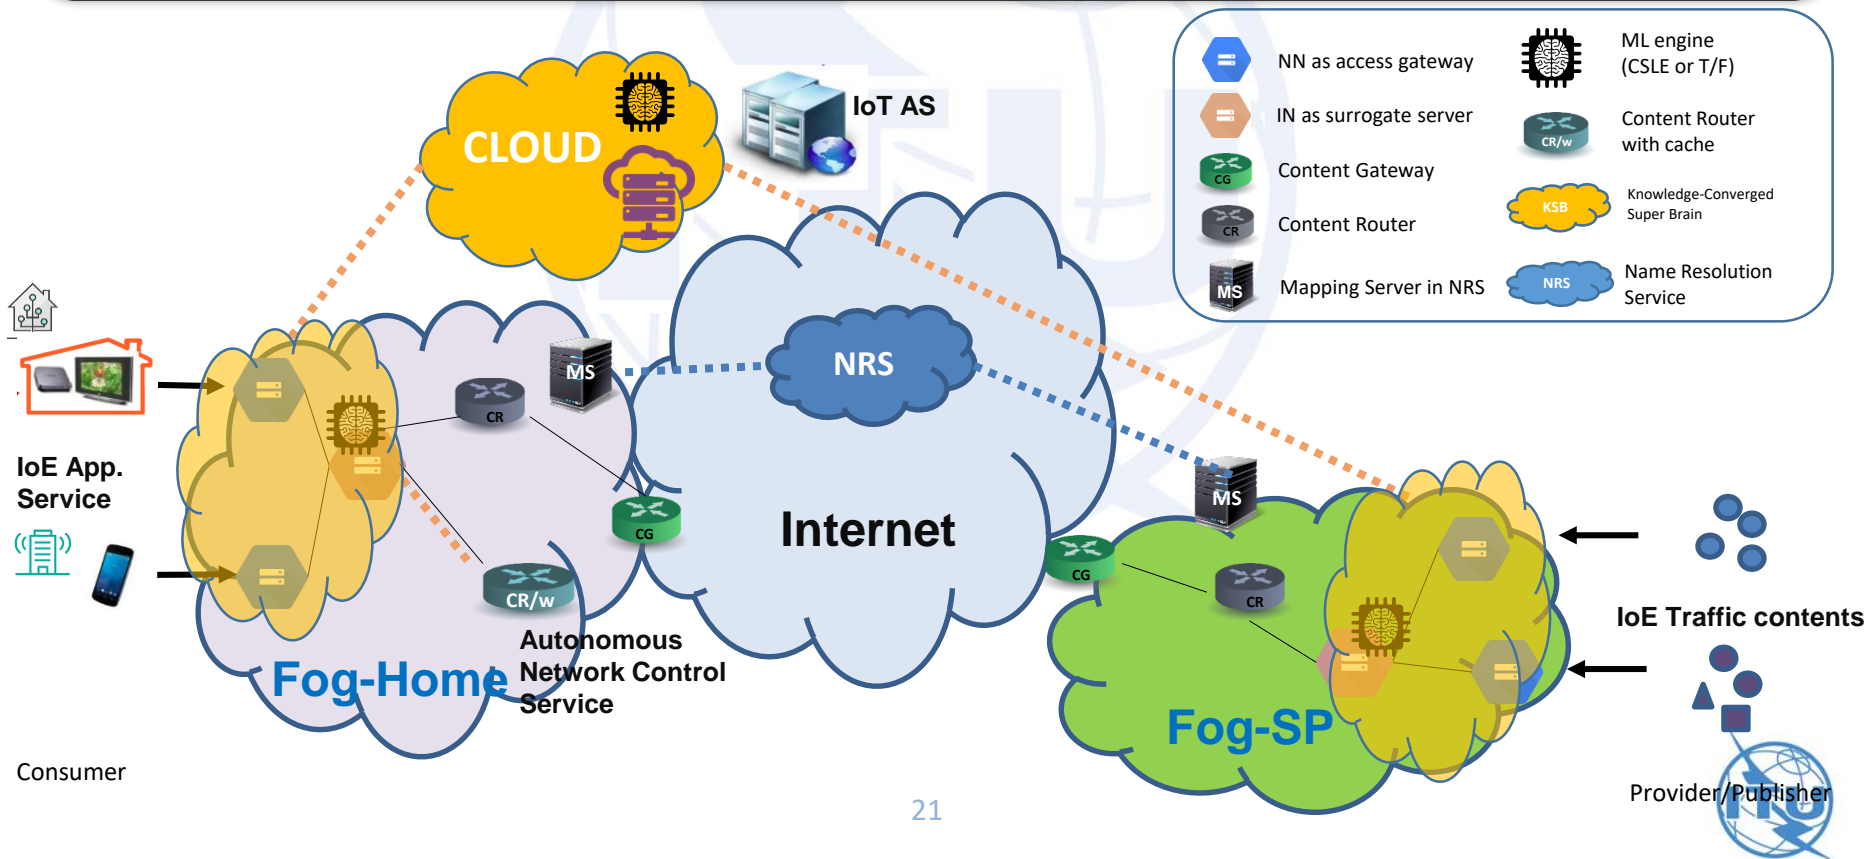 NN as access gateway
IN as surrogate server
CG
Content Gateway
CR
Content Router
MS
Mapping Server in NRS
ML engine
(CSLE or T/F)
CR/w
Content Router
with cache
KSB
Knowledge-Converged
Super Brain
NRS
Name Resolution
Service
CLOUD
IoT AS
IoE App.
Service
CR
MS
CG
CR/w
Autonomous
Network Control
Service
Fog-Home
NRS
Internet
MS
CG
CR
Fog-SP
IoE Traffic contents
Consumer
Provider/Publisher
21
ITU